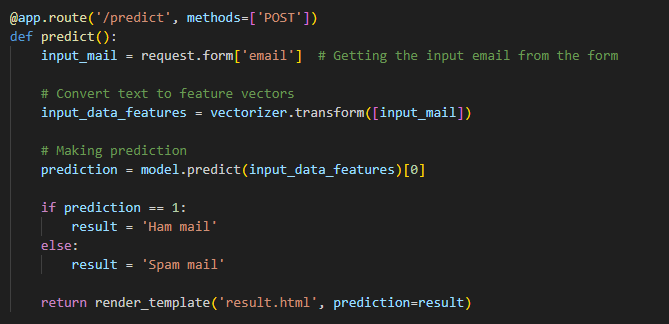 @app.route('/predict', methods=['POST'])
def predict():
    input_mail = request.form['email']  # Getting the input email from the form

    # Convert text to feature vectors
    input_data_features = vectorizer.transform([input_mail])

    # Making prediction
    prediction = model.predict(input_data_features)[0]

    if prediction == 1:
        result = 'Ham mail'
    else:
        result = 'Spam mail'

    return render_template('result.html', prediction=result)